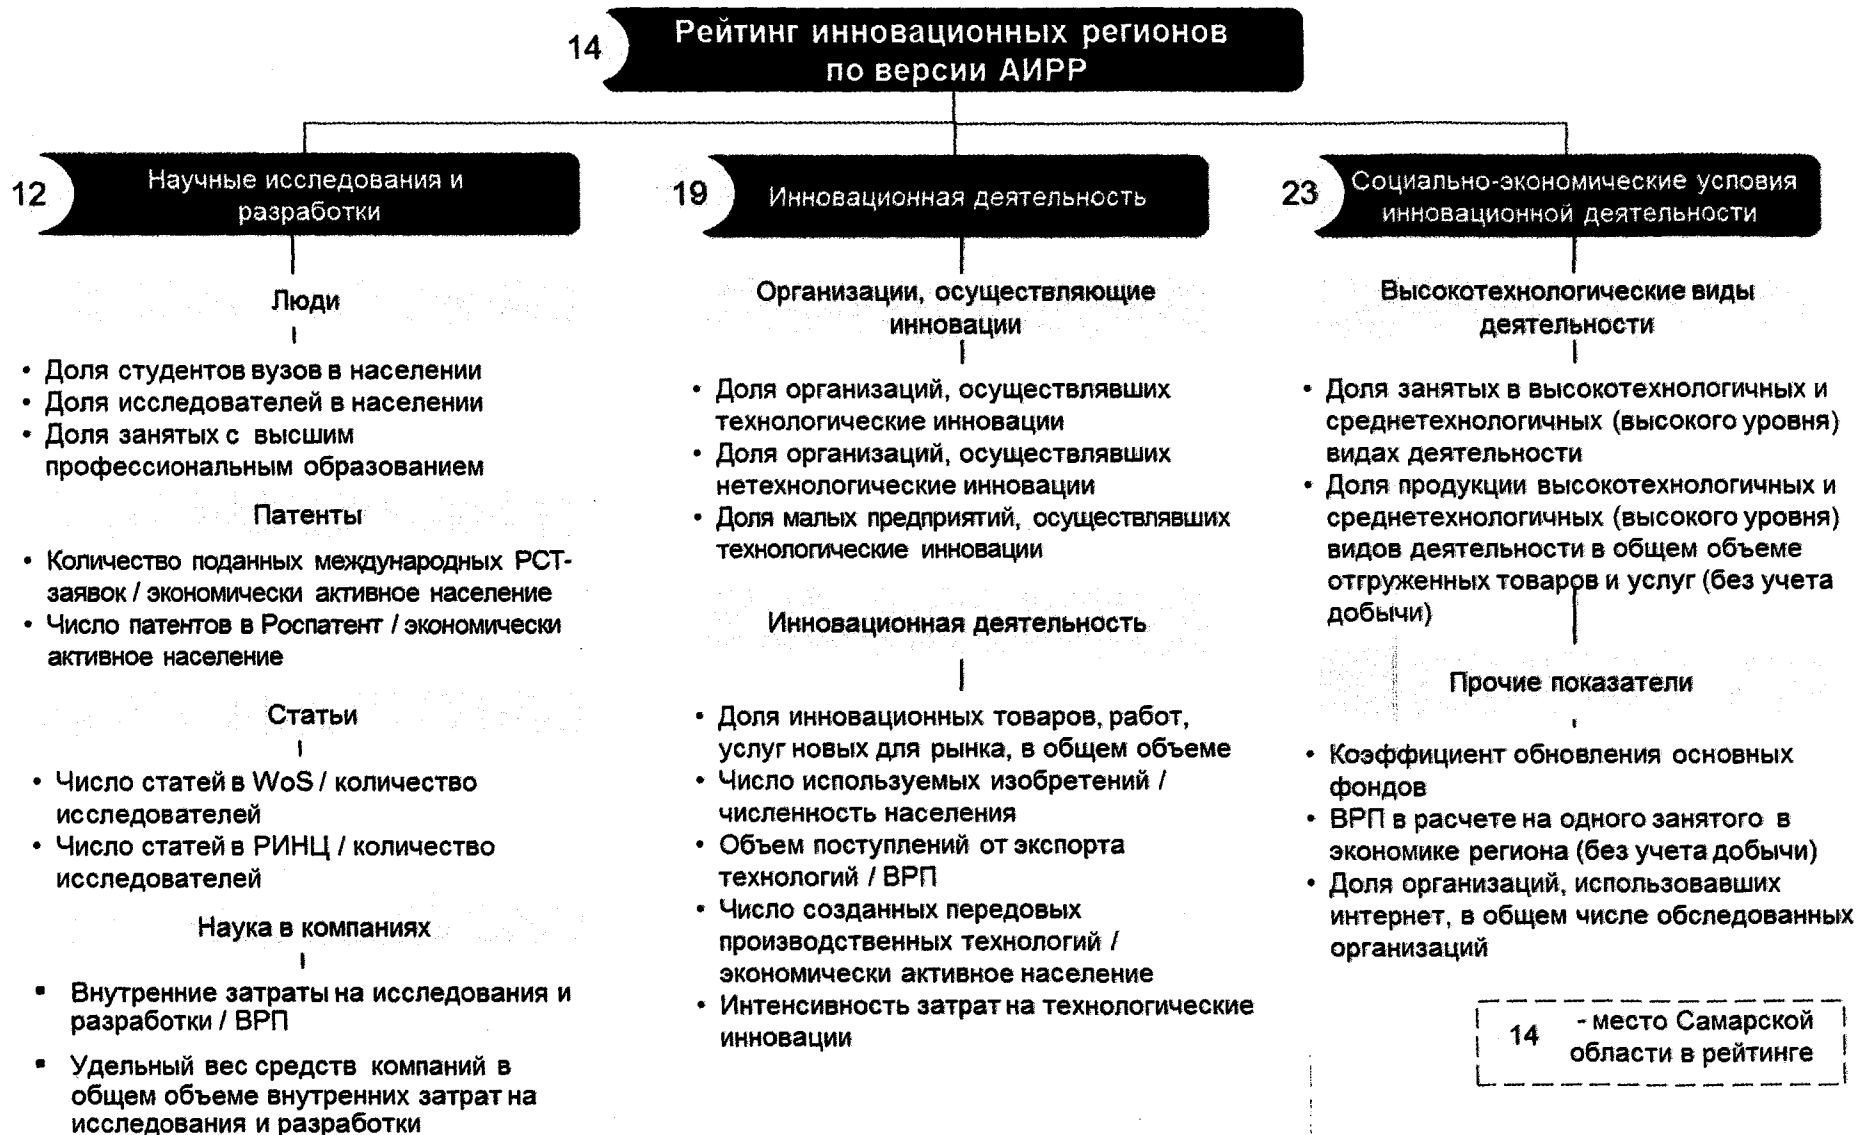 14
Рейтинг инновационных регионов
по версии АИРР
12
Научные исследования и
разработки
Люди
• Доля студентов вузов в населении
• Доля исследователей в населении
• Доля занятых с высшим
профессиональным образованием
Патенты
• Количество поданных международных РСТ-
заявок / экономически активное население
• Число патентов в Роспатент / экономически
активное население
Статьи
• Число статей в WoS / количество
исследователей
• Число статей в РИНЦ / количество
исследователей
Наука в компаниях
▪ Внутренние затраты на исследования и
разработки / ВРП
▪ Удельный вес средств компаний в
общем объеме внутренних затрат на
исследования и разработки
19
Инновационная деятельность
Организации, осуществляющие
инновации
• Доля организаций, осуществлявших
технологические инновации
• Доля организаций, осуществлявших
нетехнологические инновации
• Доля малых предприятий, осуществлявших
технологические инновации
Инновационная деятельность
• Доля инновационных товаров, работ,
услуг новых для рынка, в общем объеме
• Число используемых изобретений /
численность населения
• Объем поступлений от экспорта
технологий / ВРП
• Число созданных передовых
производственных технологий /
экономически активное население
• Интенсивность затрат на технологические
инновации
23
Социально-экономические условия
инновационной деятельности
Высокотехнологические виды
деятельности
• Доля занятых в высокотехнологичных и
среднетехнологичных (высокого уровня)
видах деятельности
• Доля продукции высокотехнологичных и
среднетехнологичных (высокого уровня)
видов деятельности в общем объеме
отгруженных товаров и услуг (без учета
добычи)
Прочие показатели
• Коэффициент обновления основных
фондов
• ВРП в расчете на одного занятого в
экономике региона (без учета добычи)
• Доля организаций, использовавших
интернет, в общем числе обследованных
организаций
14 - место Самарской
области в рейтинге